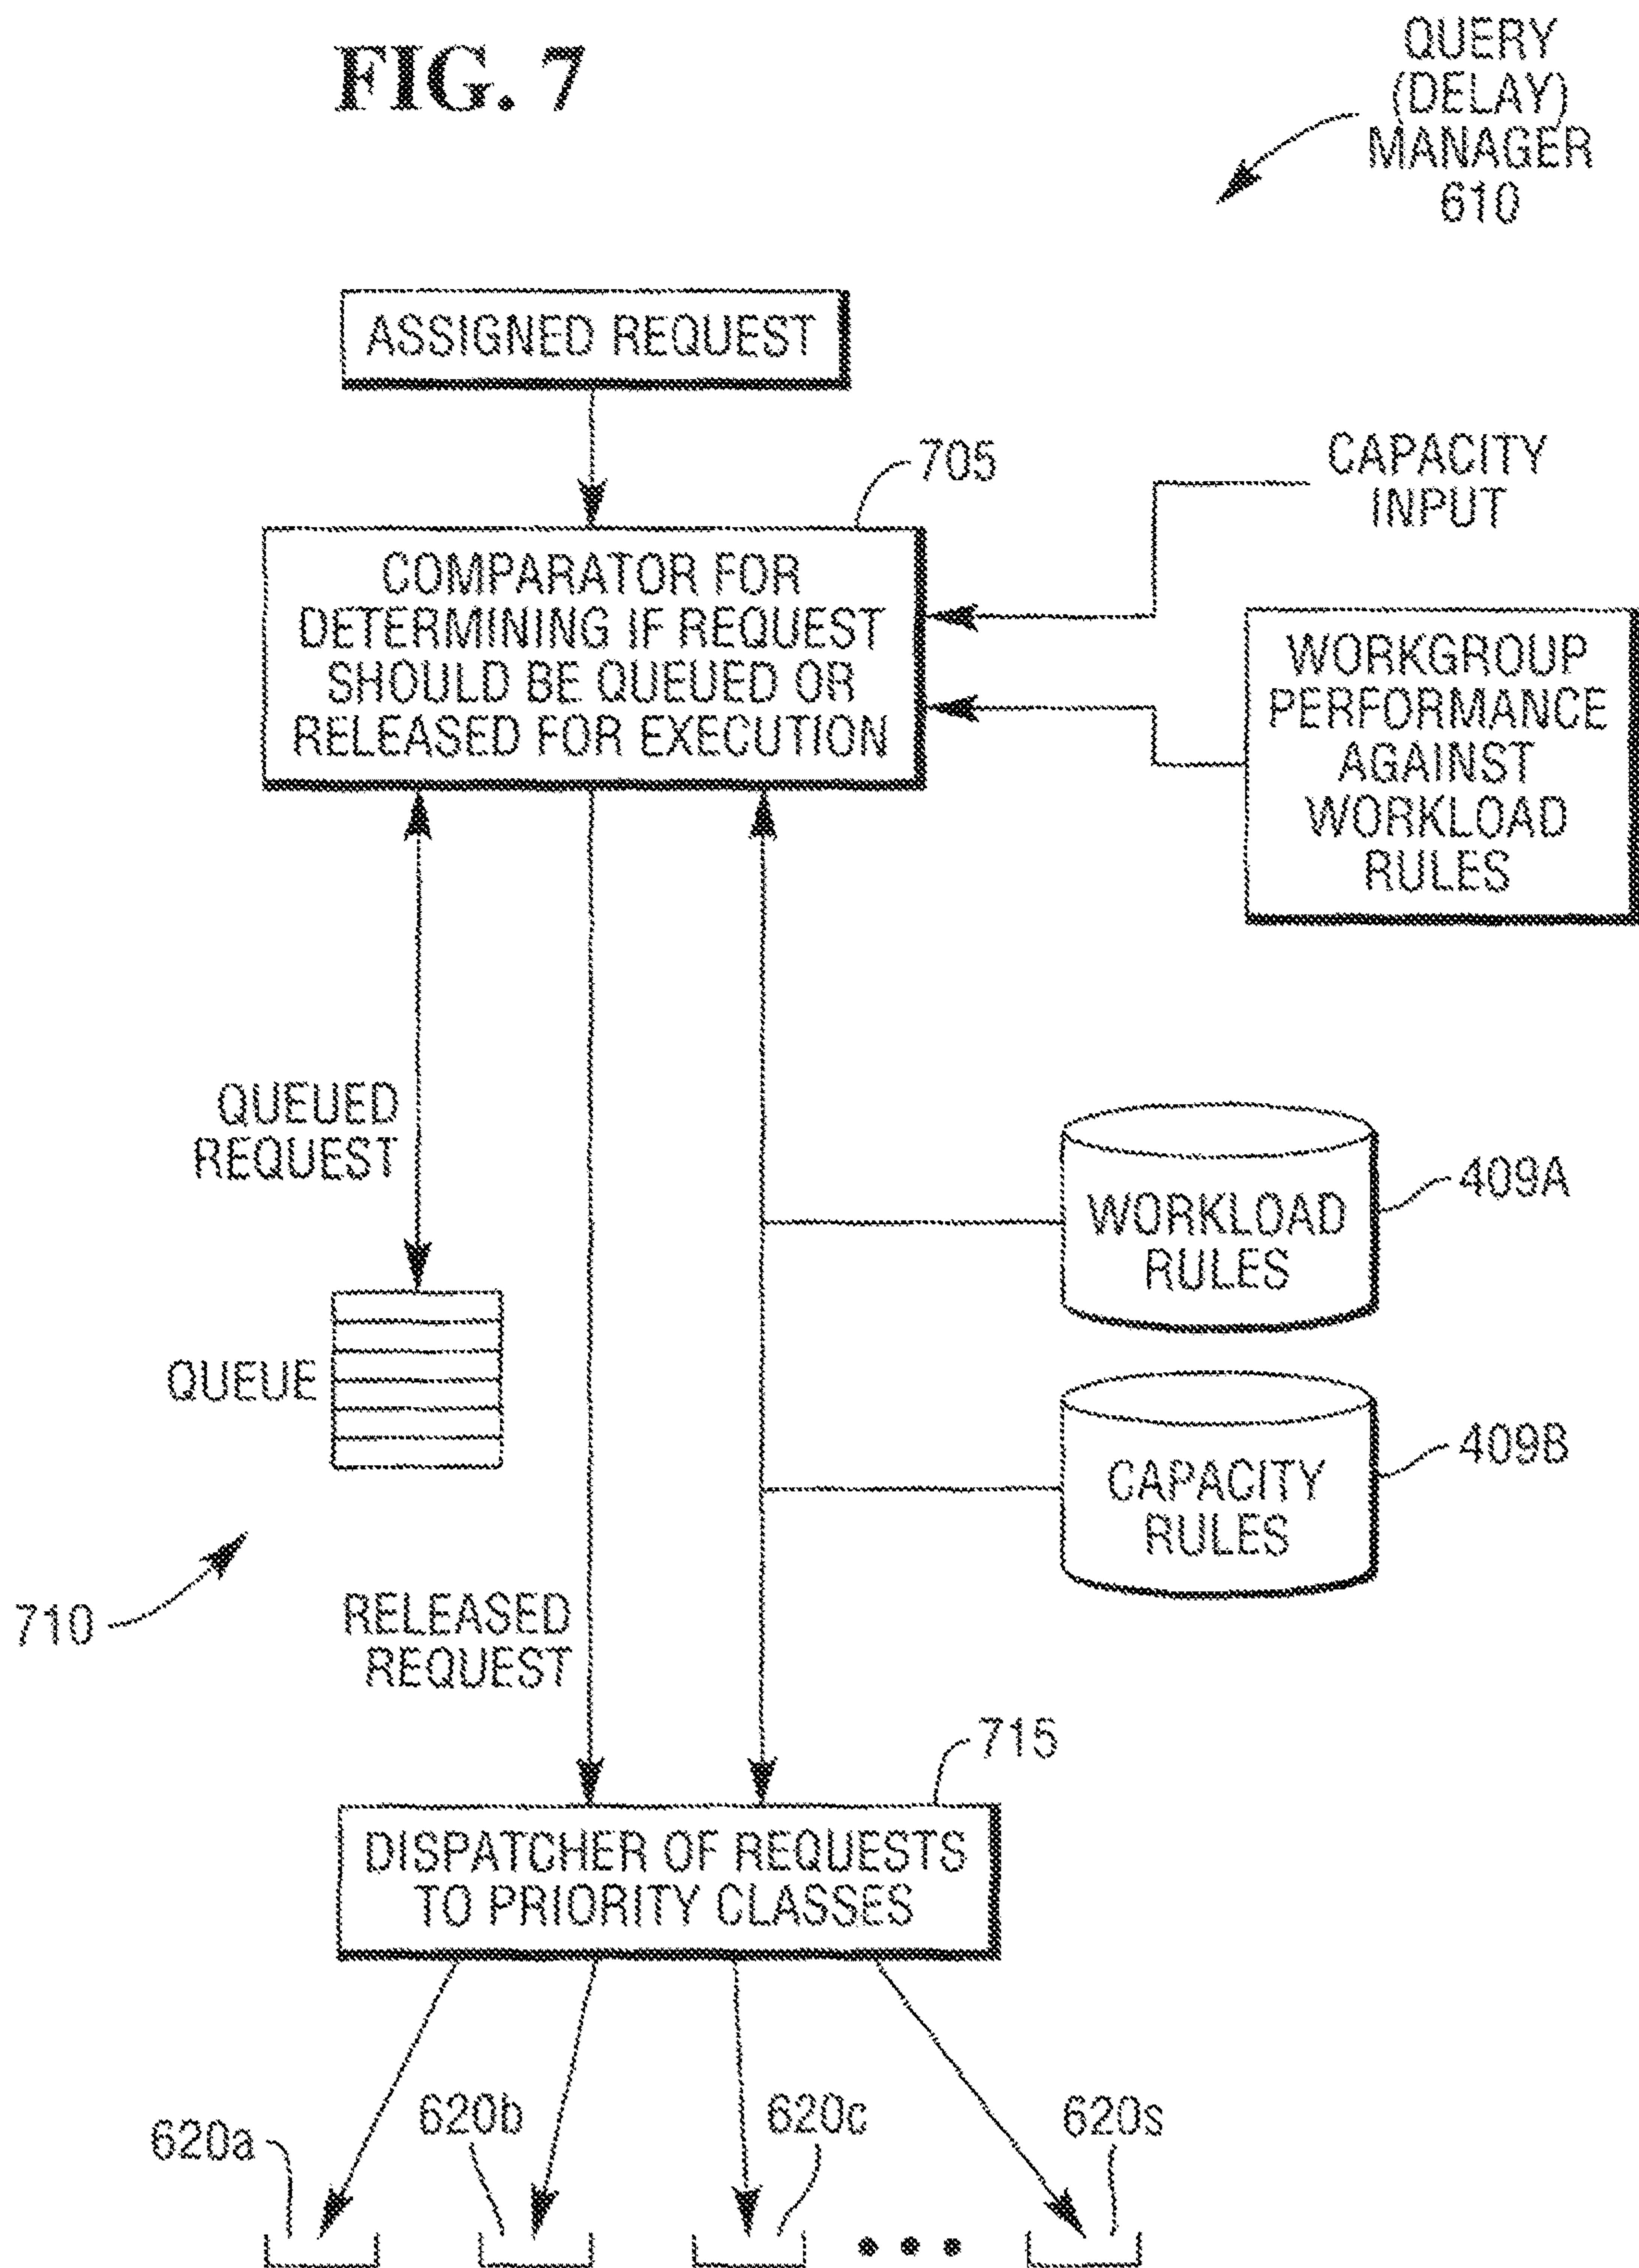 FIG. 7
QUERY
(DELAY)
MANAGER
610
ASSIGNED REQUEST
705
CAPACITY
INPUT
COMPARATOR FOR
DETERMINING IF REQUEST
SHOULD BE QUEUED OR
RELEASED FOR EXECUTION
WORKGROUP
PERFORMANCE
AGAINST
WORKLOAD
RULES
QUEUED
REQUEST
409A
WORKLOAD
RULES
QUEUE
409B
CAPACITY
RULES
710
RELEASED
REQUEST
715
DISPATCHER OF REQUESTS
TO PRIORITY CLASSES
620a
620b
620c
620s